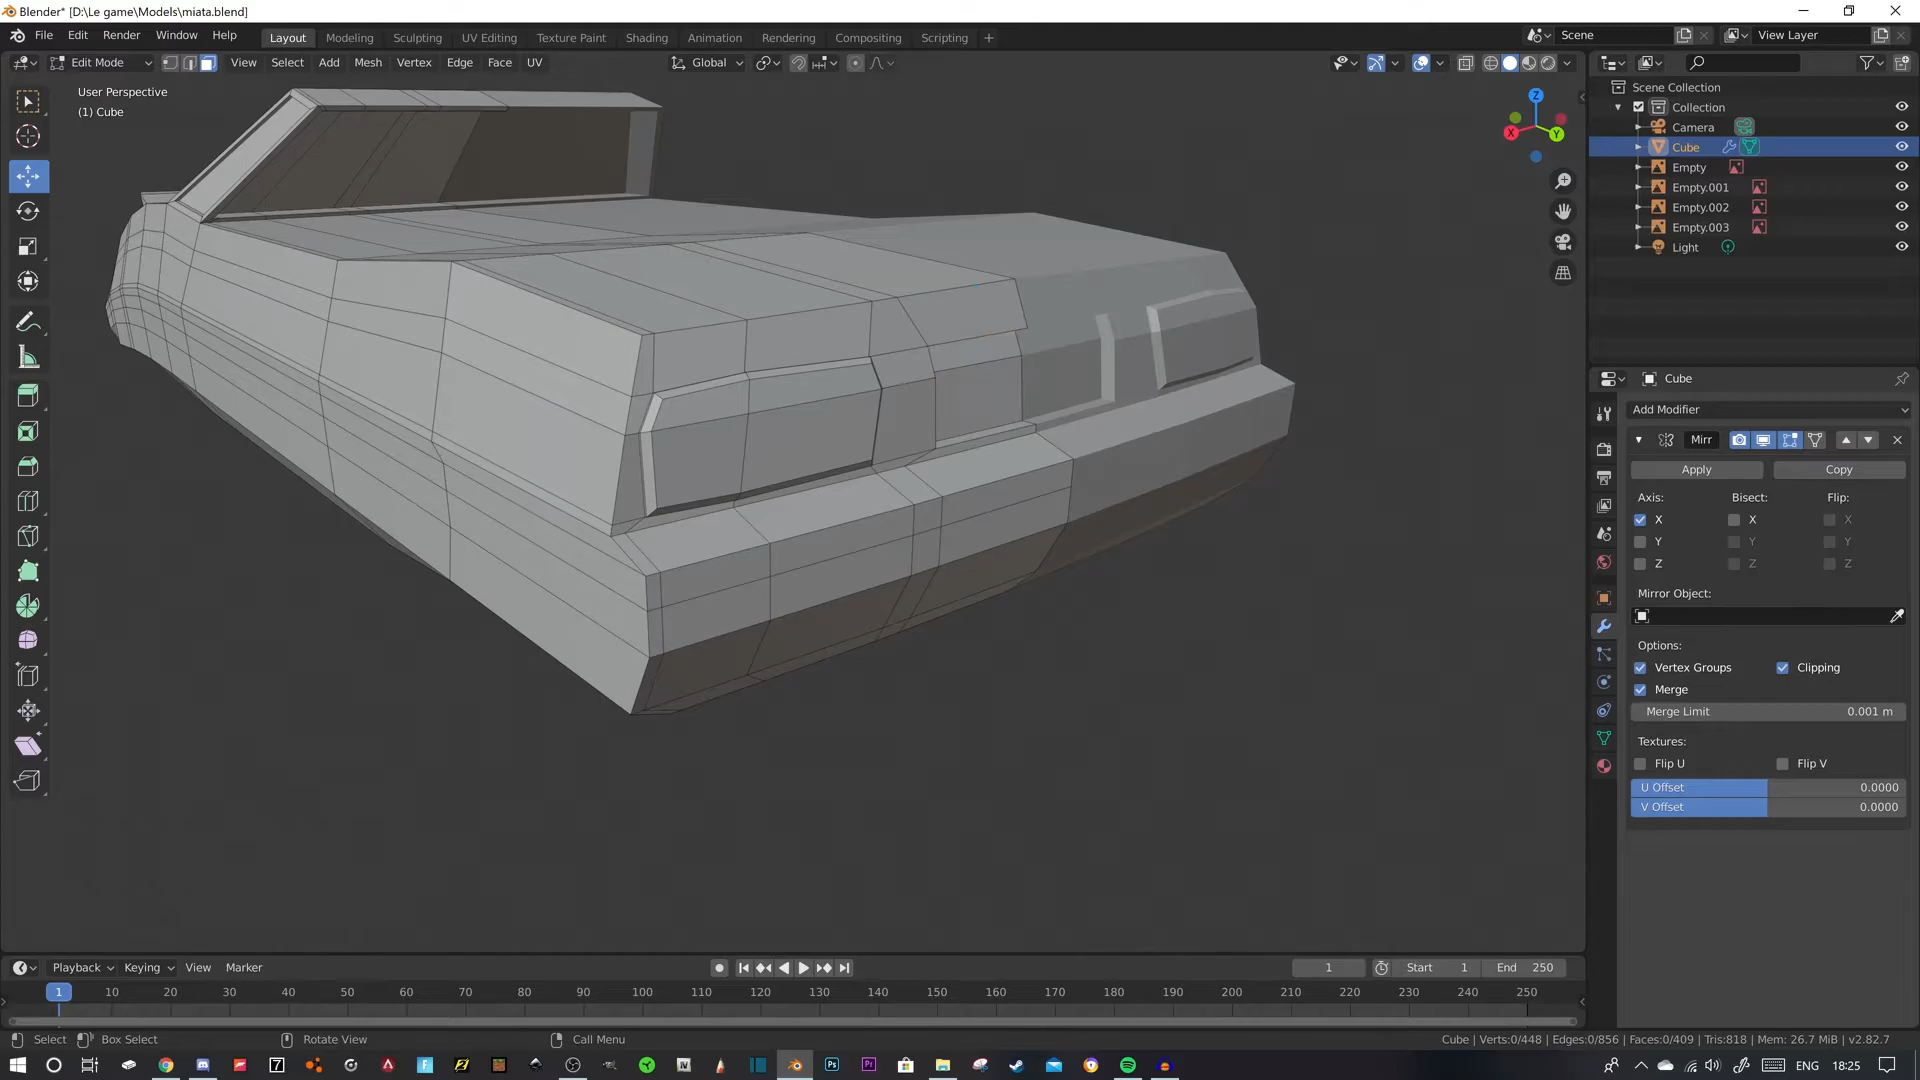 Blender* [D:\Le game\Models\miata.blend]
File Edit Render Window Help
Layout Modeling Sculpting UV Editing Texture Paint Shading Animation Rendering Compositing Scripting +
Scene
View Layer
Edit Mode
View Select Add Mesh Vertex Edge Face UV
Global
User Perspective
(1) Cube
Z
X
Y
Scene Collection
Collection
Camera
Cube
Empty
Empty.001
Empty.002
Empty.003
Light
Cube
Add Modifier
Mirr
Apply Copy
Axis: Bisect: Flip:
X X X
Y Y Y
Z Z Z
Mirror Object:
Options:
Vertex Groups Clipping
Merge
Merge Limit 0.001 m
Textures:
Flip U Flip V
U Offset 0.0000
V Offset 0.0000
Playback Keying View Marker
1 Start 1 End 250
1 10 20 30 40 50 60 70 80 90 100 110 120 130 140 150 160 170 180 190 200 210 220 230 240 250
Select Box Select Rotate View Call Menu
Cube | Verts:0/448 | Edges:0/856 | Faces:0/409 | Tris:818 | Mem: 26.7 MiB | v2.82.7
7 IV Ps Pr
ENG 18:25